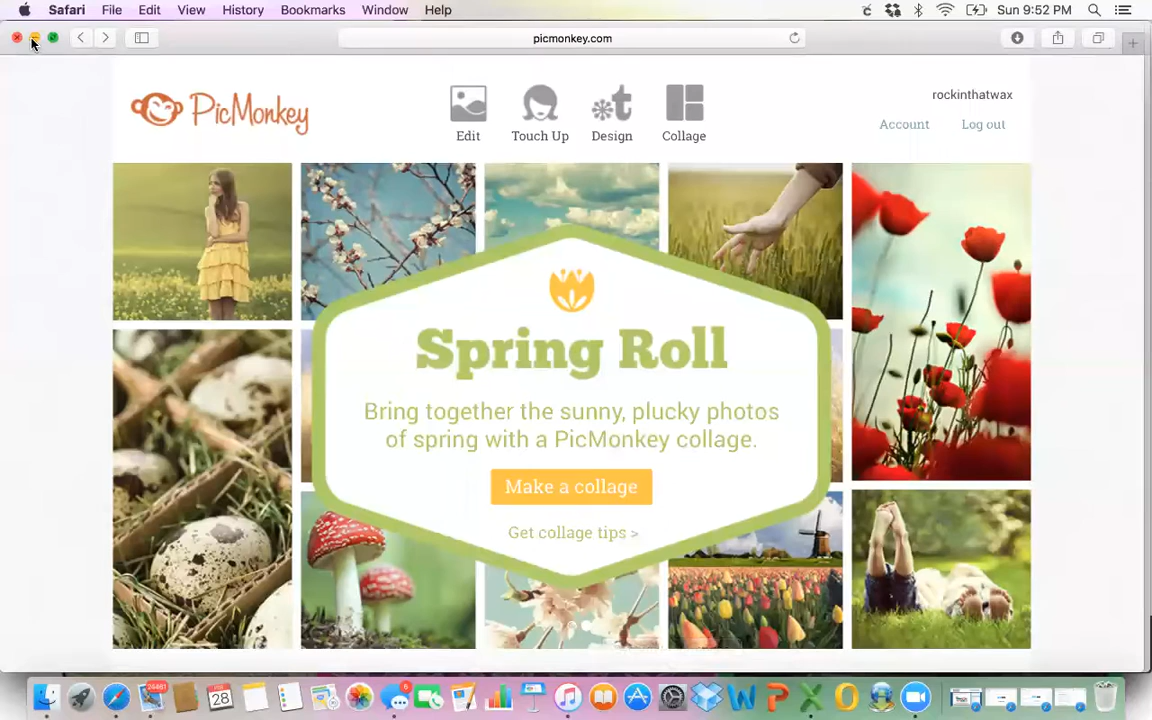 Safari File Edit View History Bookmarks Window Help Sun 9:52 PM
picmonkey.com
PicMonkey
Edit Touch Up Design Collage
rockinthatwax
Account Log out
Spring Roll
Bring together the sunny, plucky photos
of spring with a PicMonkey collage.
Make a collage
Get collage tips >
28